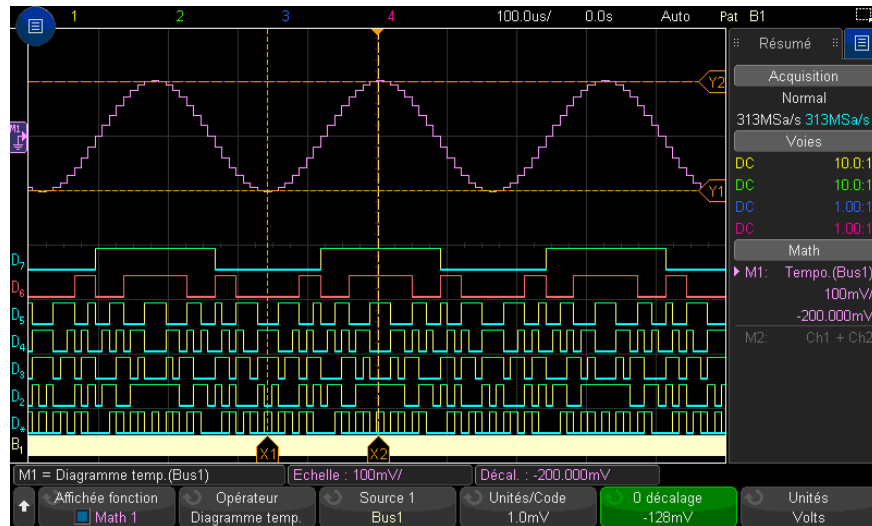 1 2 3 4 100.0us/ 0.0s Auto Pat B1
Résumé
Acquisition
Normal
313MSa/s 313MSa/s
Voies
DC 10.0:1
DC 10.0:1
DC 1.00:1
DC 1.00:1
Math
M1: Tempo.(Bus1)
100mV/
-200.000mV
M2: Ch1 + Ch2
Y2
M1
Y1
D7
D6
D5
D4
D3
D2
D*
B1
X1 X2
M1 = Diagramme temp.(Bus1) Echelle : 100mV/ Décal. : -200.000mV
Affichée fonction
Math 1
Opérateur
Diagramme temp.
Source 1
Bus1
Unités/Code
1.0mV
0 décalage
-128mV
Unités
Volts